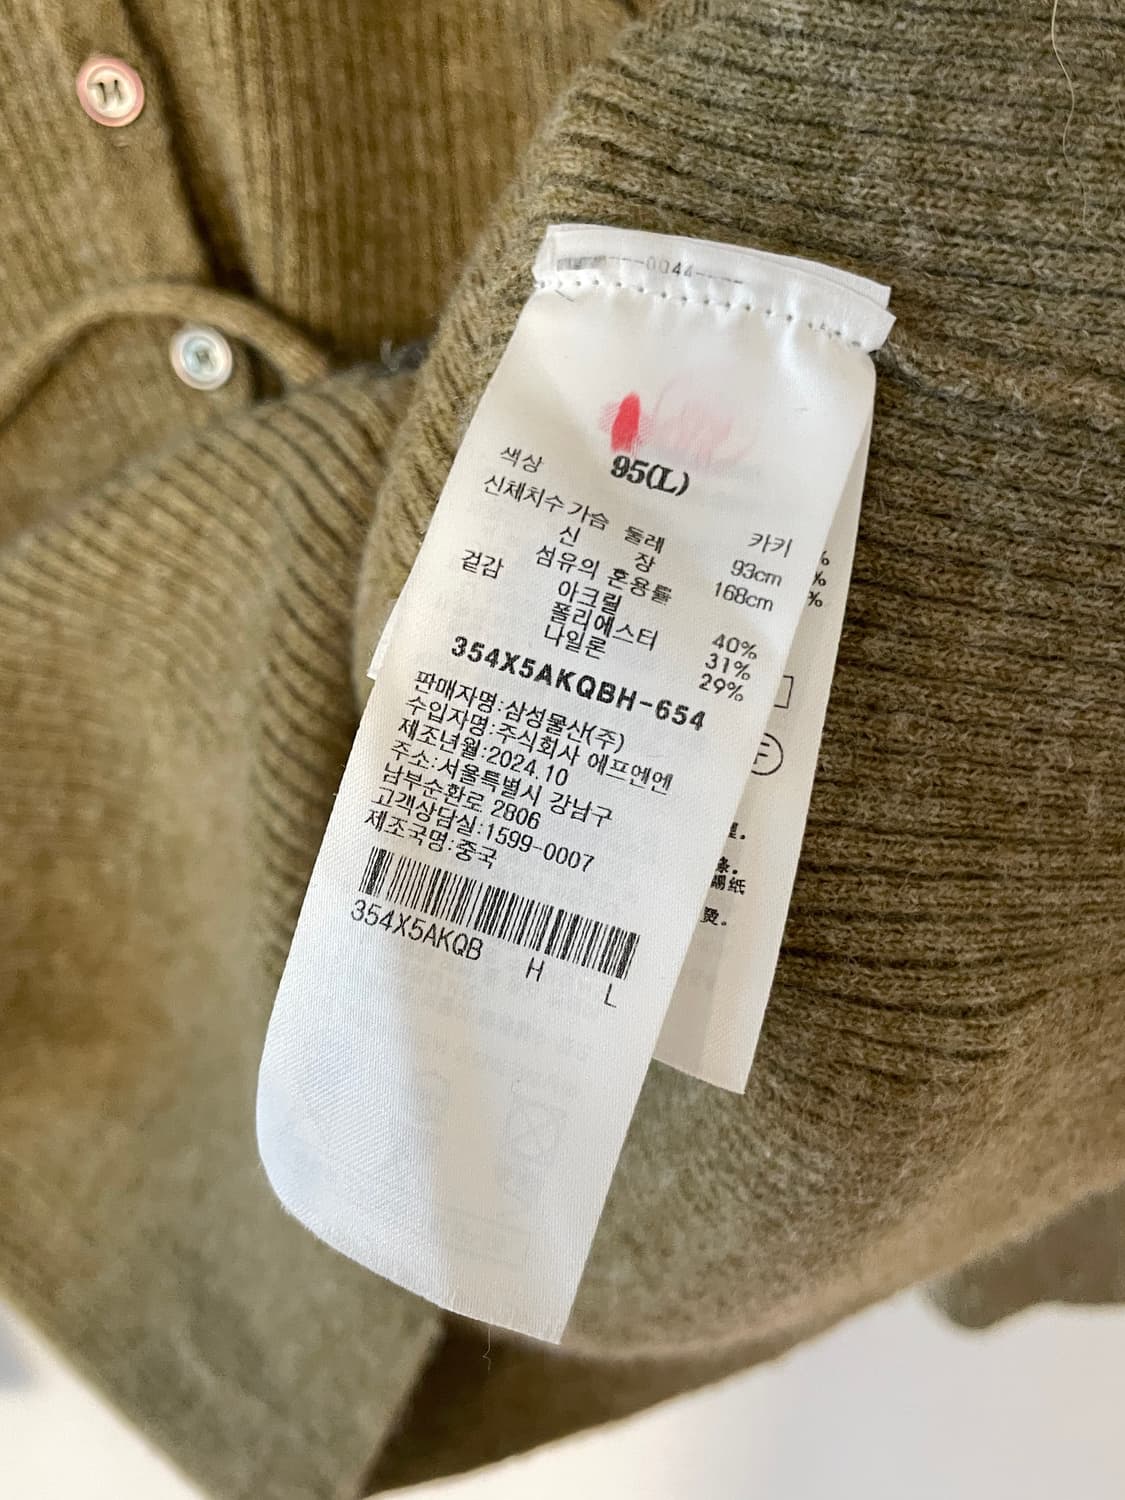 0044
95(L)
색상 카키
신체치수 가슴 둘레 93cm
신 장 168cm
섬유의 혼용률
겉감 아크릴 40%
폴리에스터 31%
나일론 29%
354X5AKQBH-654
판매자명:삼성물산(주)
수입자명:주식회사 에프엔엔
제조년월:2024.10
주소:서울특별시 강남구
남부순환로 2806
고객상담실:1599-0007
제조국명:중국
354X5AKQB H L
%
%
%
F
條。
燙。